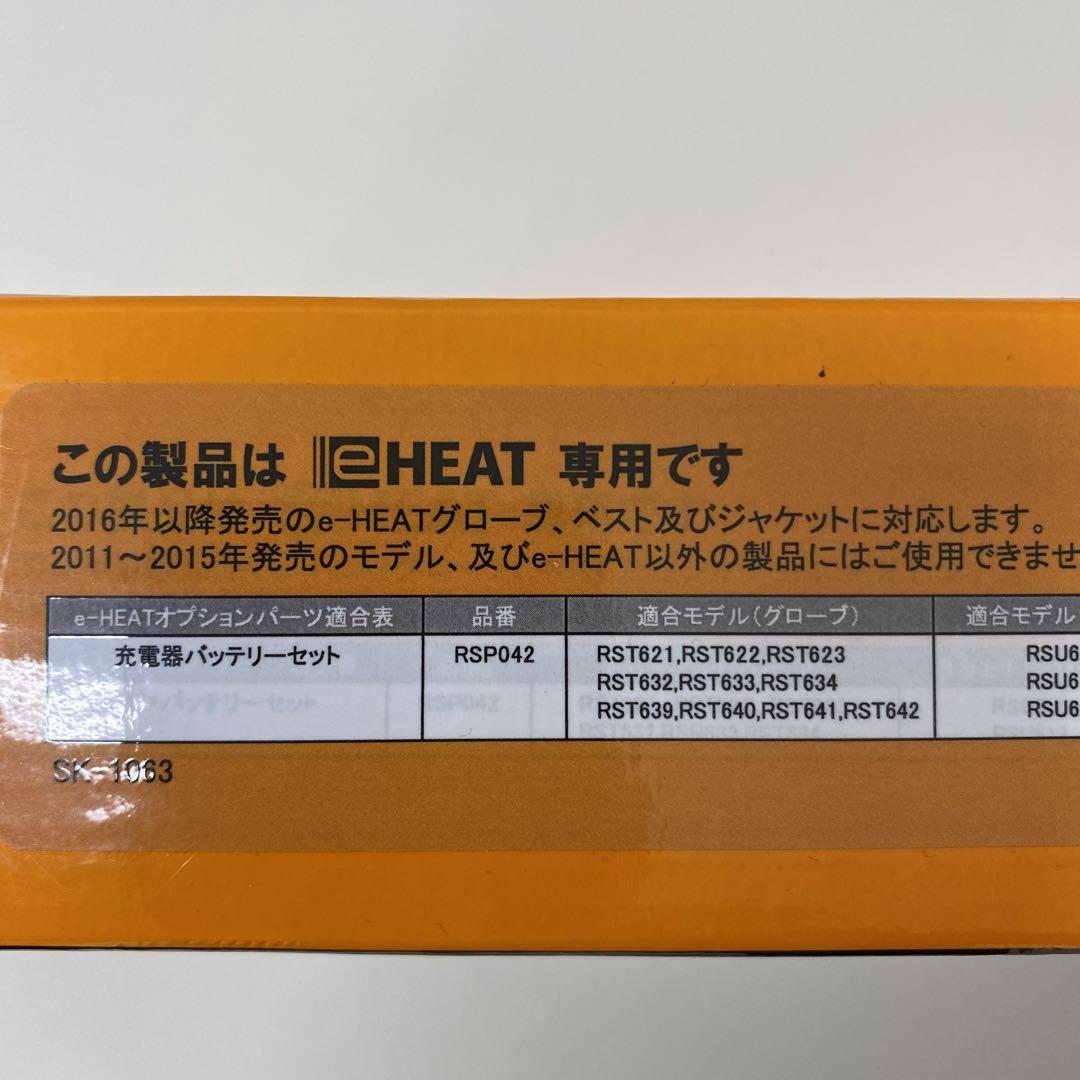 この製品は eHEAT 専用です
2016年以降発売のe-HEATグローブ、ベスト及びジャケットに対応します。
2011～2015年発売のモデル、及びe-HEAT以外の製品にはご使用できませ
e-HEATオプションパーツ適合表 品番 適合モデル(グローブ) 適合モデル
充電器バッテリーセット RSP042 RST621,RST622,RST623 RSU6
RST632,RST633,RST634 RSU6
RST639,RST640,RST641,RST642 RSU6
SK-1063